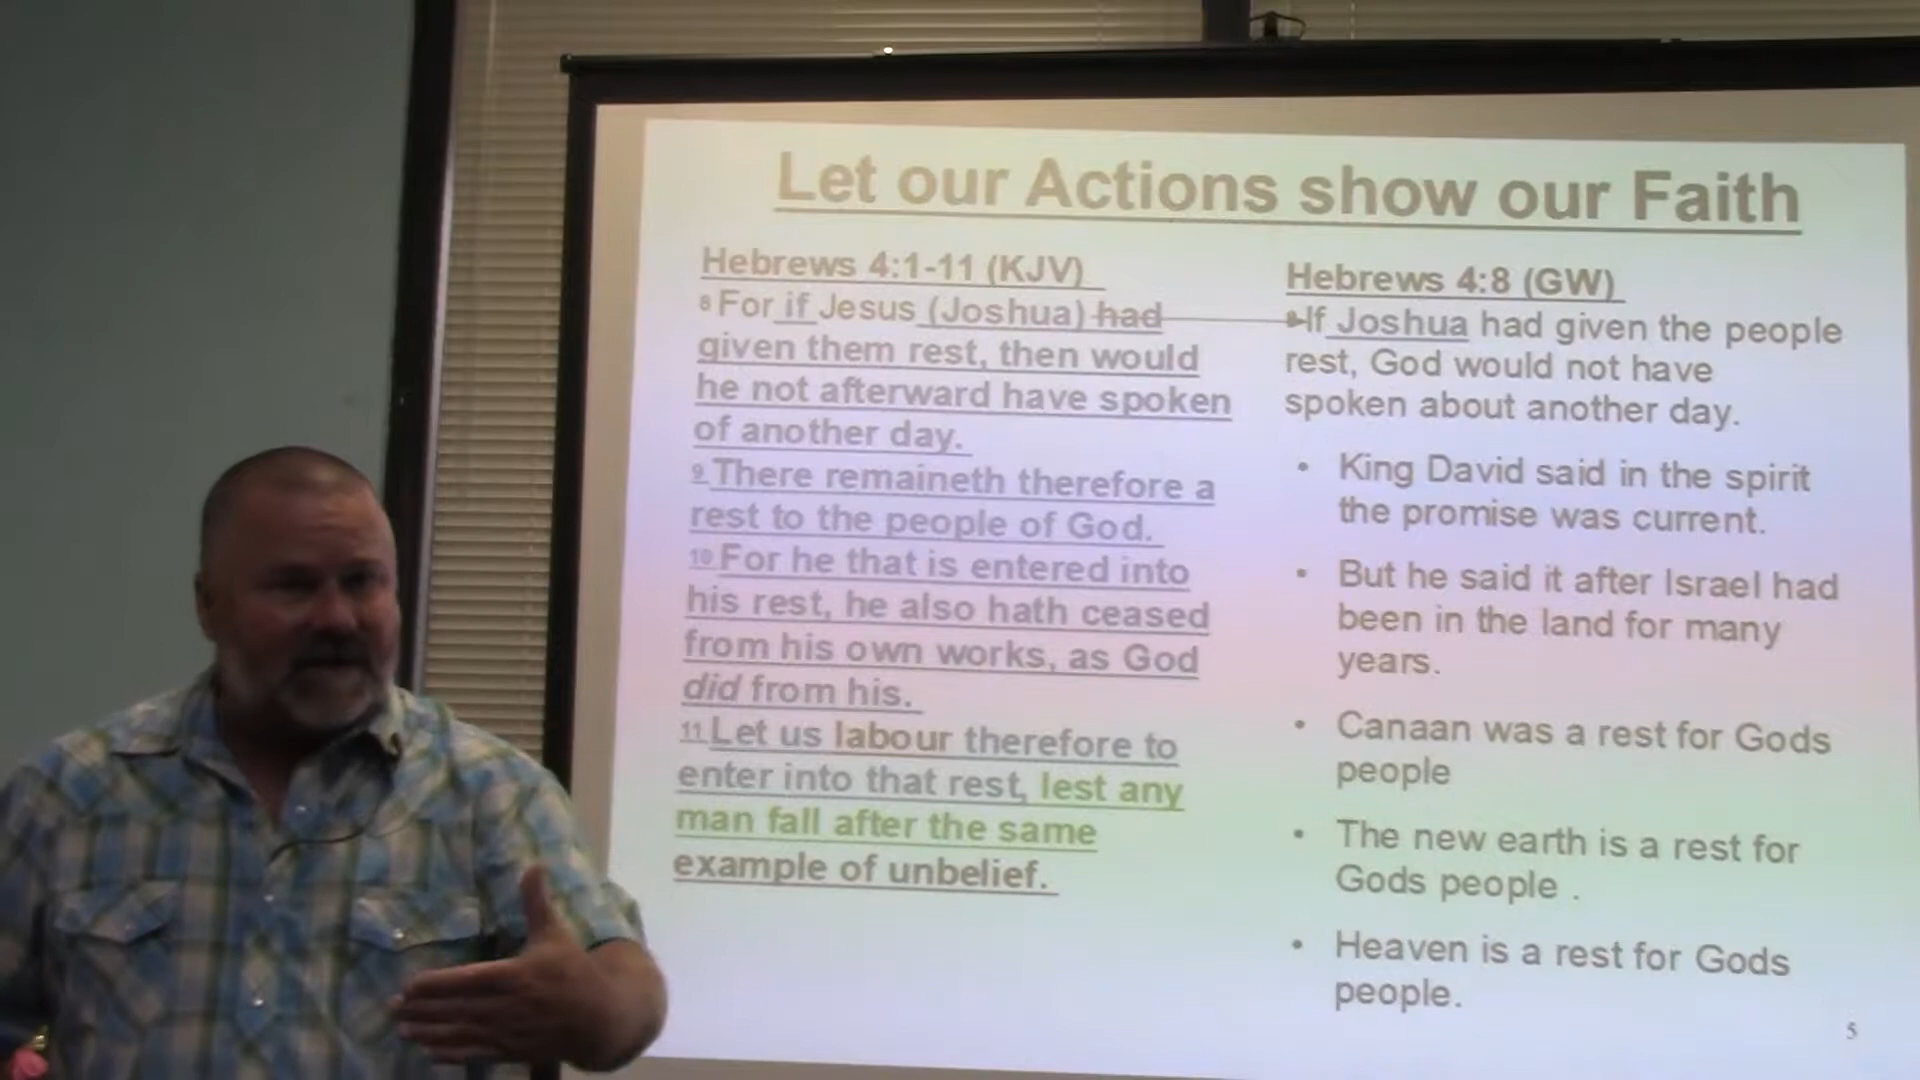 Let our Actions show our Faith
Hebrews 4:1-11 (KJV)
8 For if Jesus (Joshua) had
given them rest, then would
he not afterward have spoken
of another day.
9 There remaineth therefore a
rest to the people of God.
10 For he that is entered into
his rest, he also hath ceased
from his own works, as God
did from his.
11 Let us labour therefore to
enter into that rest, lest any
man fall after the same
example of unbelief.
Hebrews 4:8 (GW)
If Joshua had given the people
rest, God would not have
spoken about another day.
• King David said in the spirit
the promise was current.
• But he said it after Israel had
been in the land for many
years.
• Canaan was a rest for Gods
people
• The new earth is a rest for
Gods people .
• Heaven is a rest for Gods
people.
5